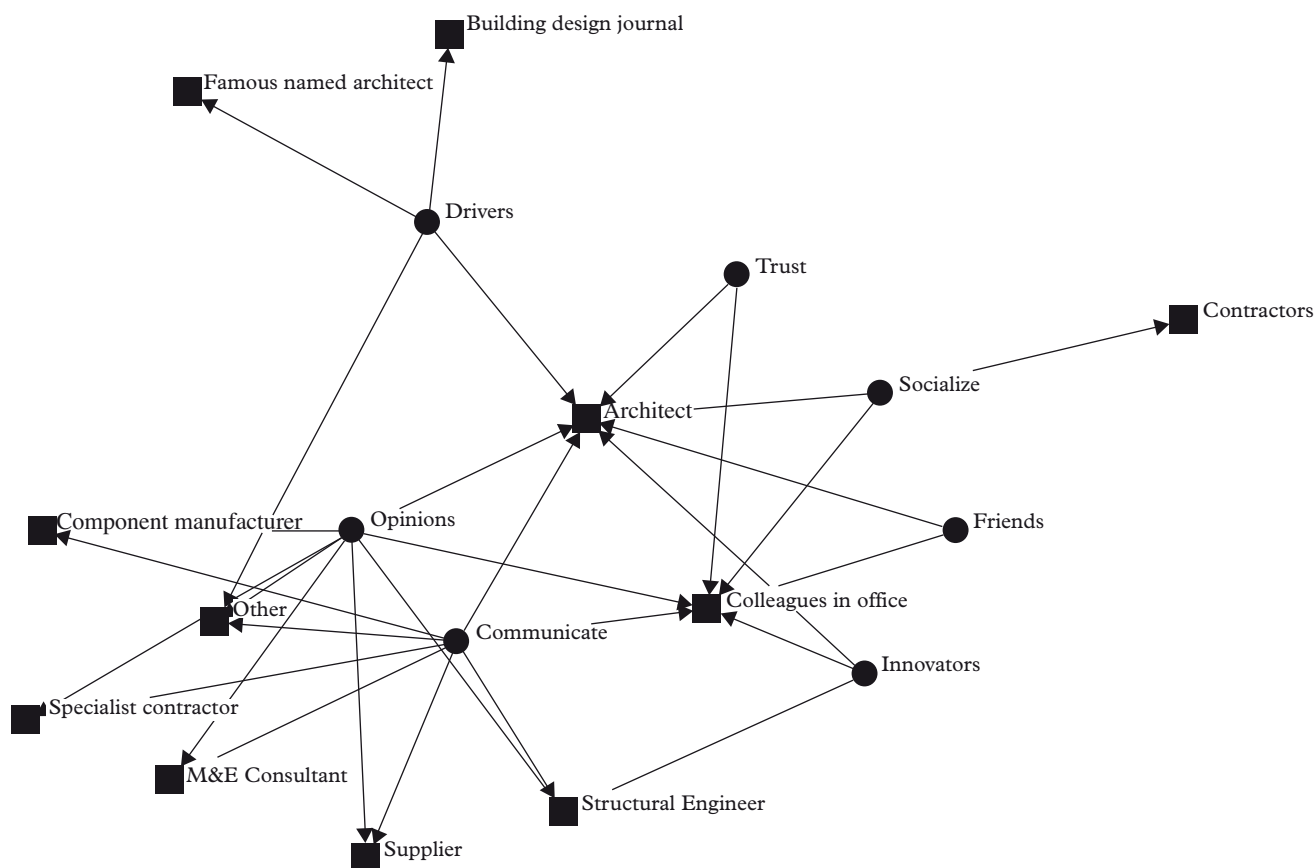 Building design journal
Famous named architect
Drivers
Trust
Contractors
Socialize
Architect
Opinions
Friends
Component manufacturer
Colleagues in office
Other
Communicate
Innovators
Specialist contractor
M&E Consultant
Structural Engineer
Supplier